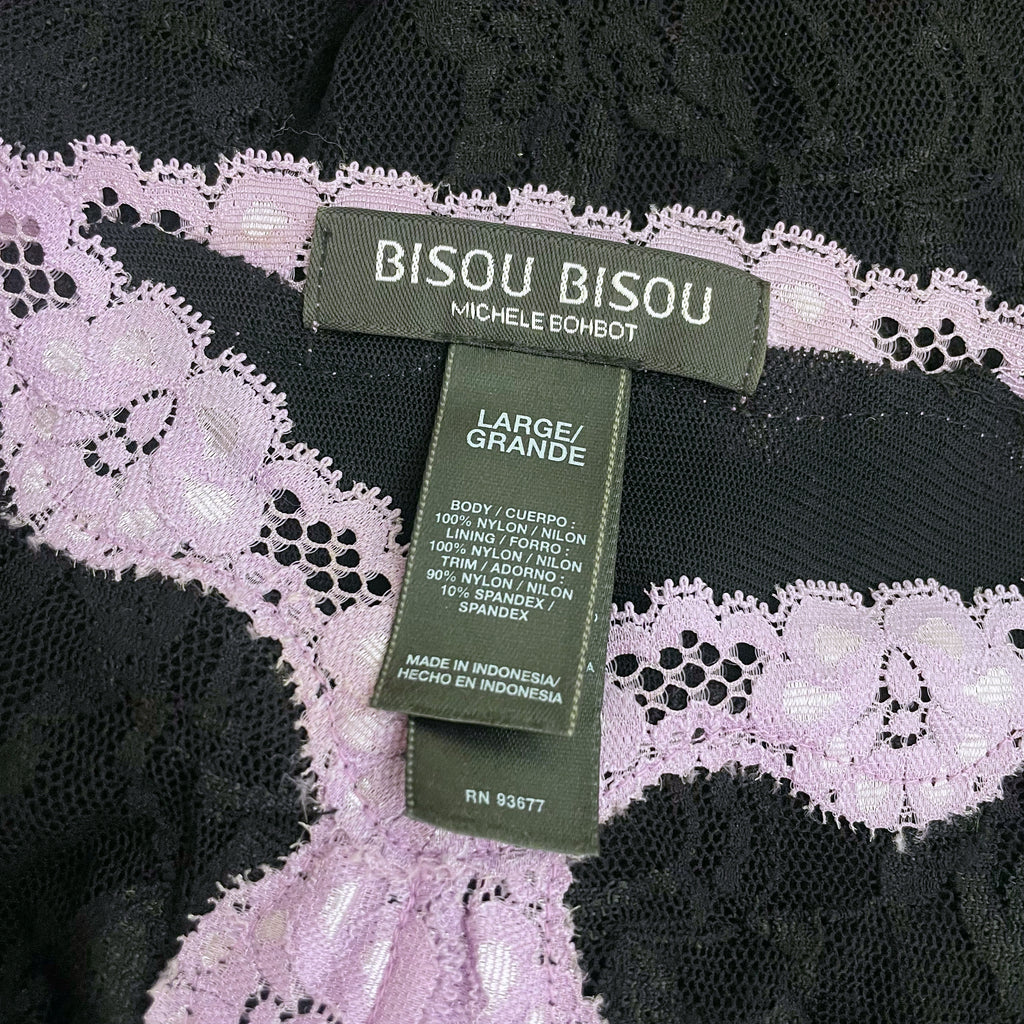 BISOU BISOU
MICHELE BOHBOT
LARGE/
GRANDE
BODY / CUERPO :
100% NYLON / NILON
LINING / FORRO :
100% NYLON / NILON
TRIM / ADORNO :
90% NYLON / NILON
10% SPANDEX /
SPANDEX
MADE IN INDONESIA/
HECHO EN INDONESIA
RN 93677